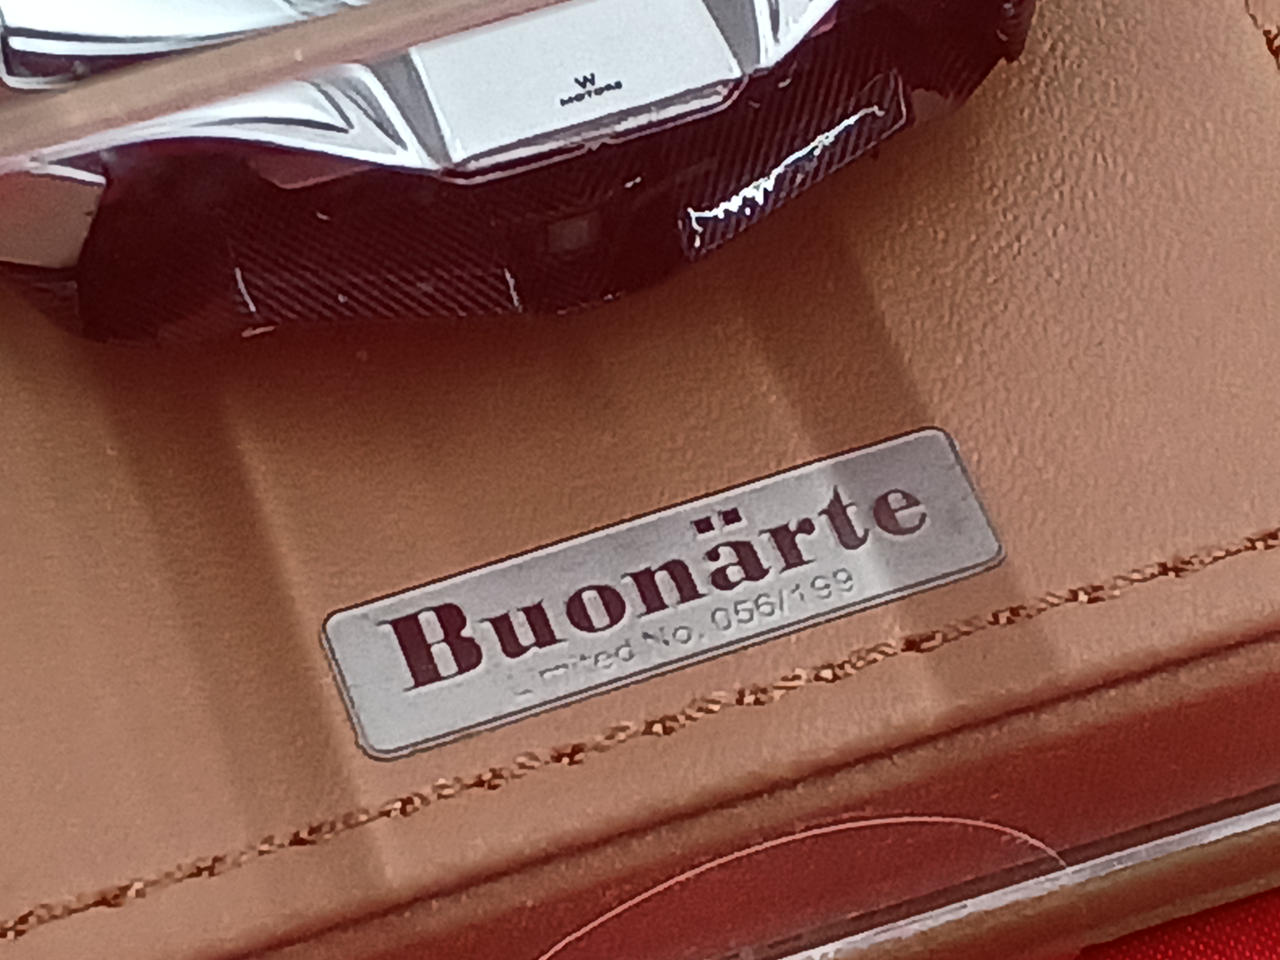 W
MOTORS
Buonärte
Limited No. 056/199